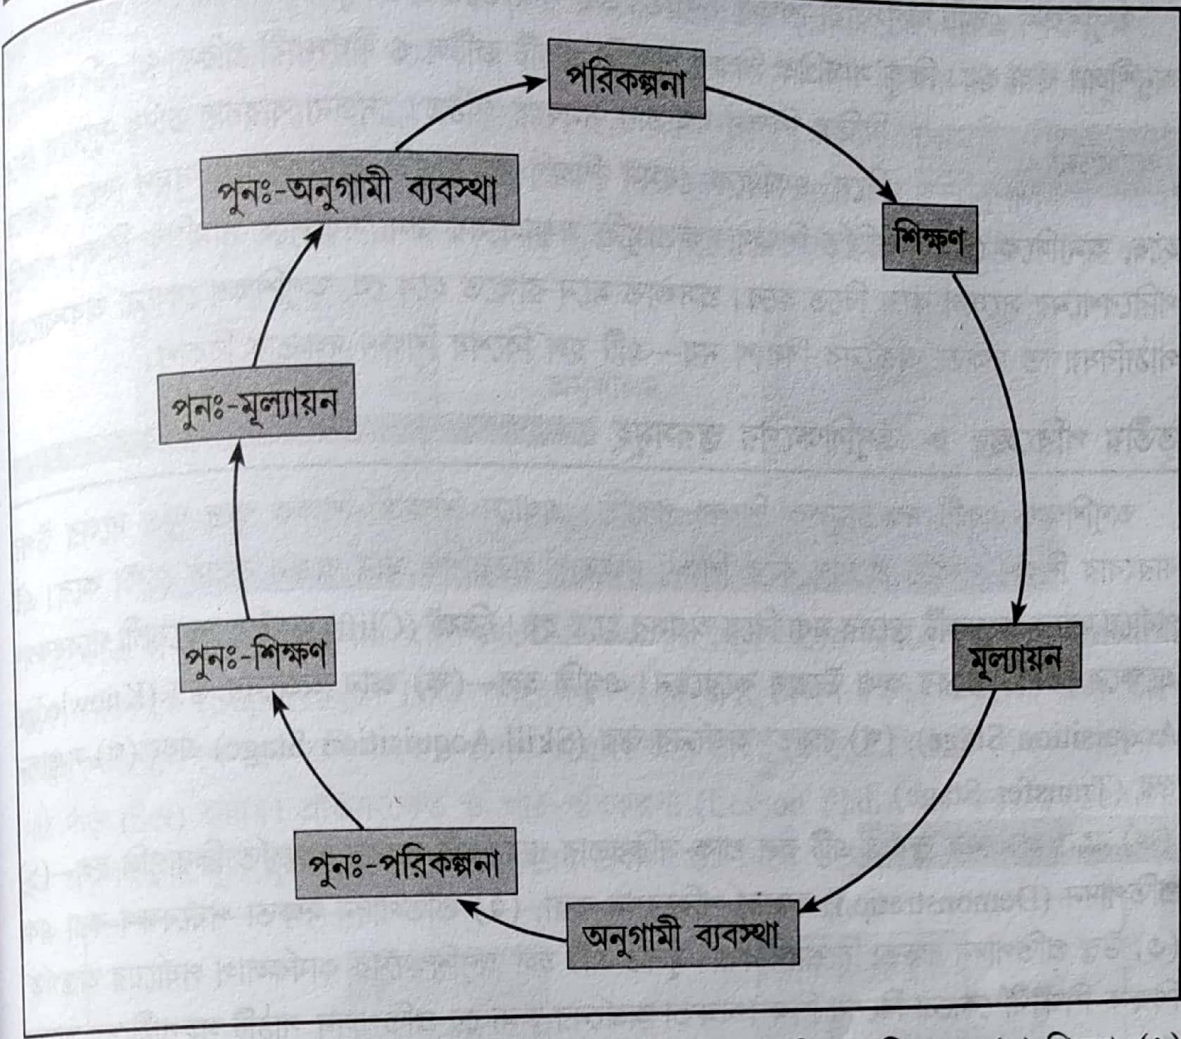 পরিকল্পনা
শিক্ষণ
মূল্যায়ন
অনুগামী ব্যবস্থা
পুনঃ-পরিকল্পনা
পুনঃ-শিক্ষণ
পুনঃ-মূল্যায়ন
পুনঃ-অনুগামী ব্যবস্থা